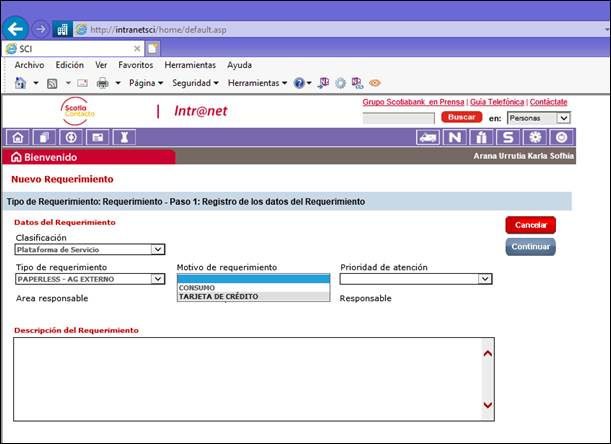 http://intranetsci/home/default.asp
SCI
Archivo Edición Ver Favoritos Herramientas Ayuda
Página Seguridad Herramientas
Scotia Contacto
Intr@net
Grupo Scotiabank en Prensa | Guía Telefónica | Contáctate
Buscar en: Personas
N S
Bienvenido
Arana Urrutia Karla Sofhia
Nuevo Requerimiento
Tipo de Requerimiento: Requerimiento - Paso 1: Registro de los datos del Requerimiento
Datos del Requerimiento
Cancelar
Clasificación
Plataforma de Servicio
Continuar
Tipo de requerimiento Motivo de requerimiento Prioridad de atención
PAPERLESS - AG EXTERNO
CONSUMO
TARJETA DE CRÉDITO
Area responsable Responsable
Descripción del Requerimiento